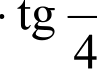 · tg —
4